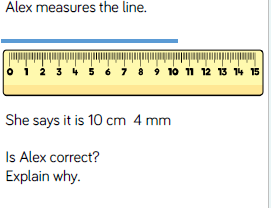 Alex measures the line.
0 1 2 3 4 5 6 7 8 9 10 11 12 13 14 15
She says it is 10 cm 4 mm
Is Alex correct?
Explain why.